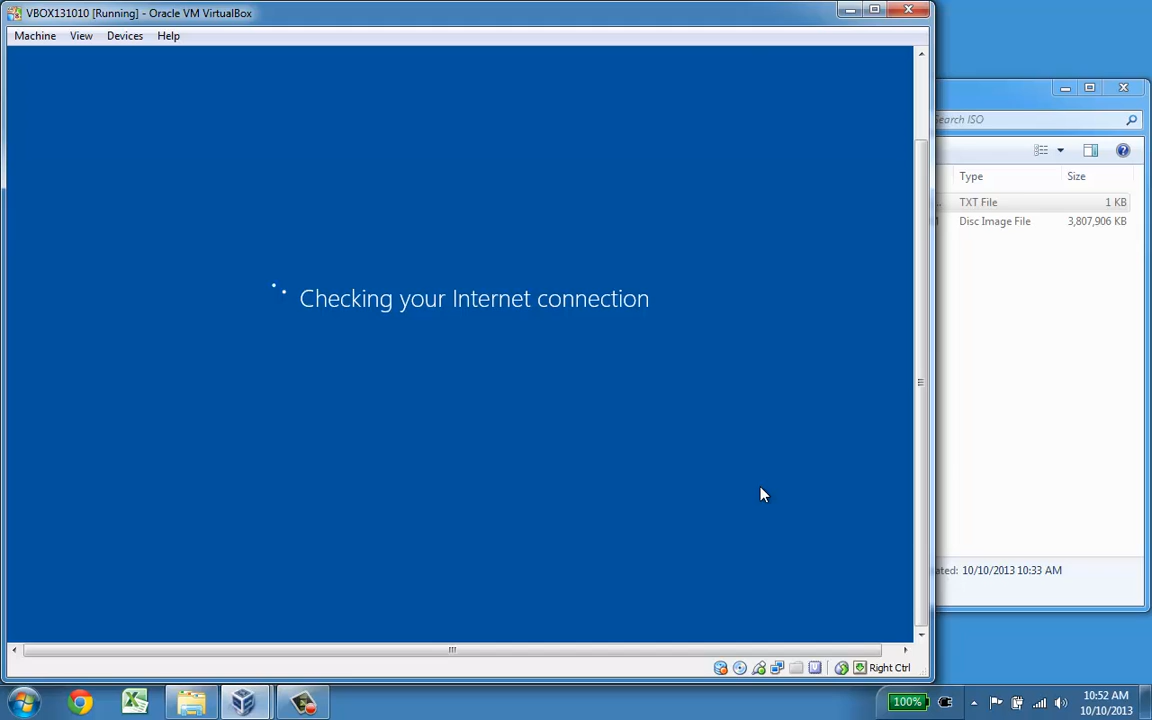 VBOX131010 [Running] - Oracle VM VirtualBox
Machine View Devices Help
Search ISO
Type Size
TXT File 1 KB
Disc Image File 3,807,906 KB
Checking your Internet connection
10/10/2013 10:33 AM
Right Ctrl
100%
10:52 AM
10/10/2013